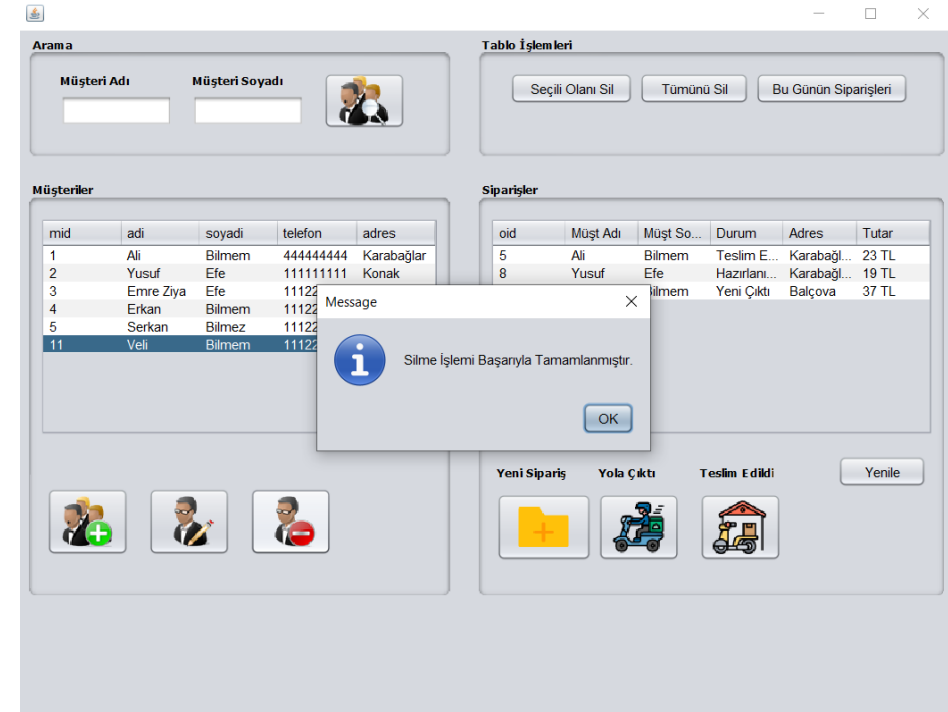 Arama
Müşteri Adı Müşteri Soyadı
Tablo İşlemleri
Seçili Olanı Sil Tümünü Sil Bu Günün Siparişleri
Müşteriler
mid adi soyadi telefon adres
1 Ali Bilmem 444444444 Karabağlar
2 Yusuf Efe 111111111 Konak
3 Emre Ziya Efe 11122
4 Erkan Bilmem 11122
5 Serkan Bilmez 11122
11 Veli Bilmem 11122
Siparişler
oid Müşt Adı Müşt So... Durum Adres Tutar
5 Ali Bilmem Teslim E... Karabağl... 23 TL
8 Yusuf Efe Hazırlanı... Karabağl... 19 TL
Yeni Çıktı Balçova 37 TL
Message
Silme İşlemi Başarıyla Tamamlanmıştır.
OK
Yeni Sipariş Yola Çıktı Teslim Edildi Yenile